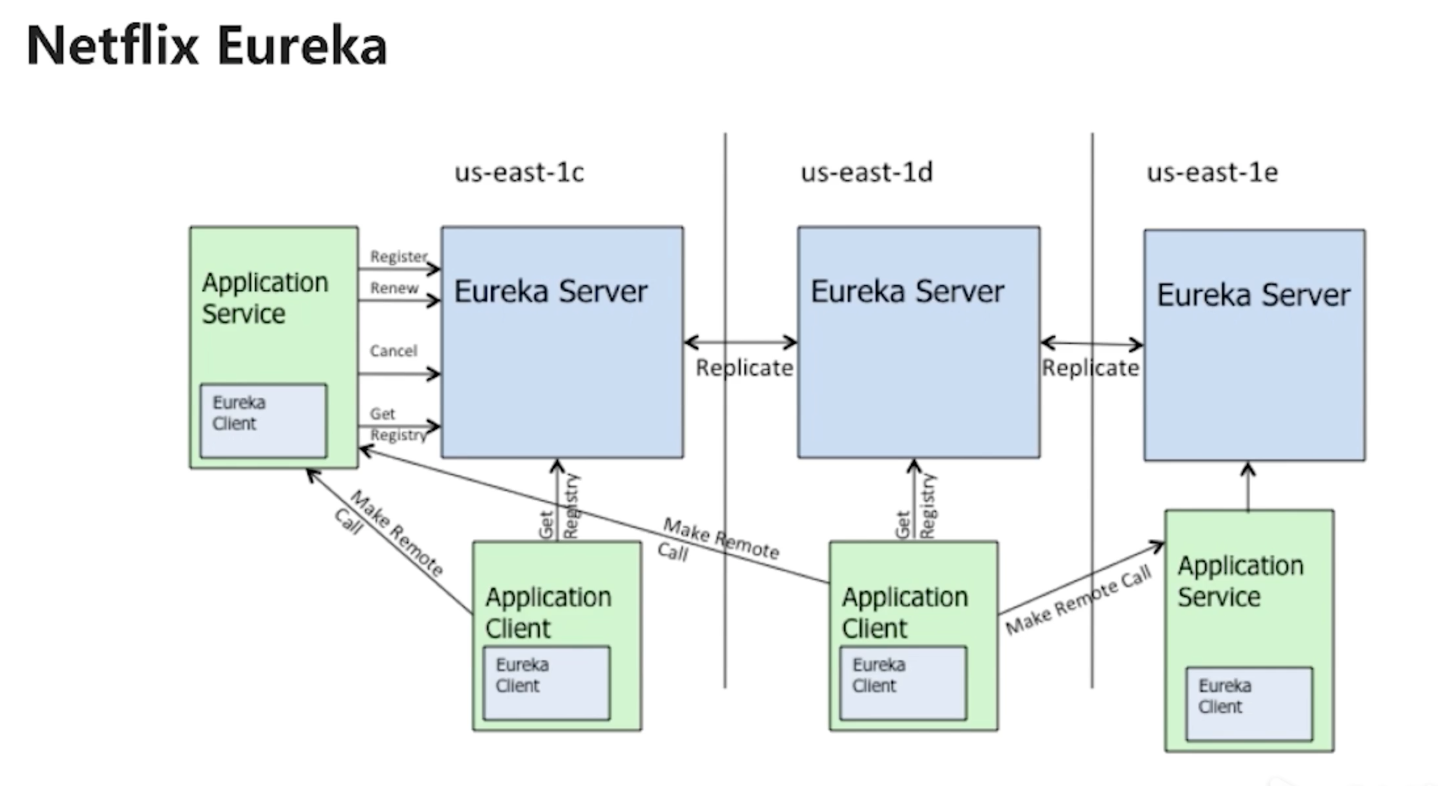 Netflix Eureka
us-east-1c
us-east-1d
us-east-1e
Application
Service
Eureka
Client
Register
Renew
Cancel
Get
Registry
Eureka Server
Replicate
Eureka Server
Replicate
Eureka Server
Make Remote
Call
Get
Registry
Make Remote
Call
Get
Registry
Make Remote Call
Application
Client
Eureka
Client
Application
Client
Eureka
Client
Application
Service
Eureka
Client